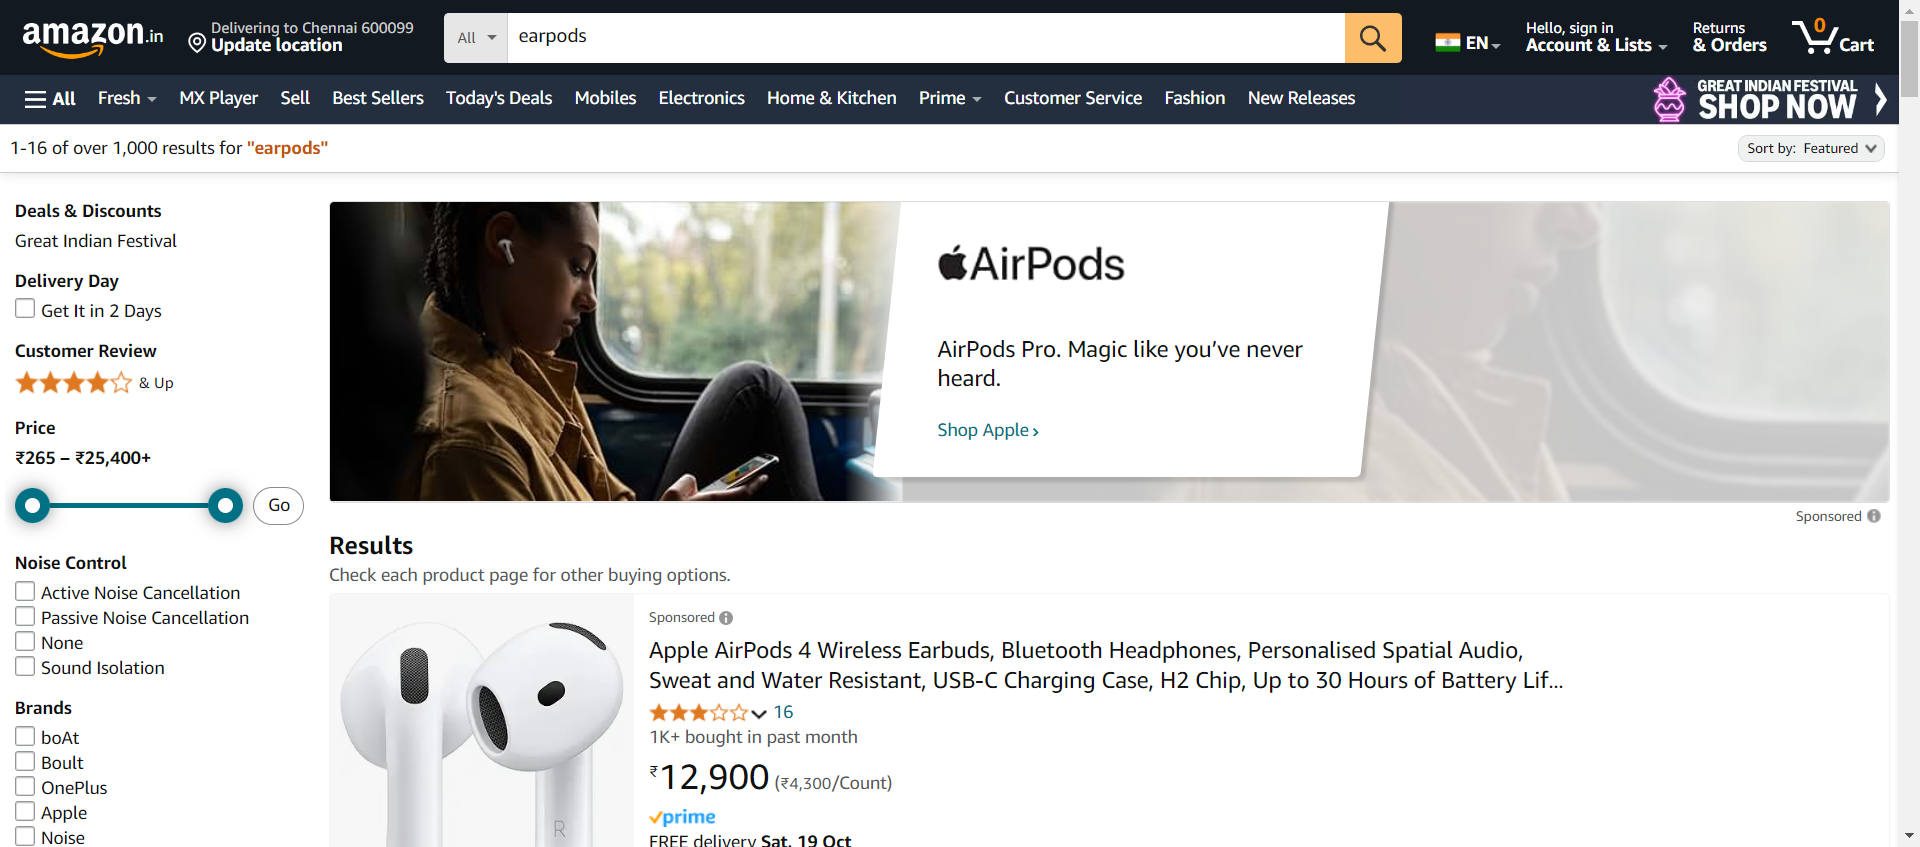 amazon.in
Delivering to Chennai 600099
Update location
All
earpods
EN
Hello, sign in
Account & Lists
Returns
& Orders
0
Cart
All
Fresh
MX Player
Sell
Best Sellers
Today's Deals
Mobiles
Electronics
Home & Kitchen
Prime
Customer Service
Fashion
New Releases
GREAT INDIAN FESTIVAL
SHOP NOW
1-16 of over 1,000 results for "earpods"
Sort by: Featured
Deals & Discounts
Great Indian Festival
Delivery Day
Get It in 2 Days
Customer Review
& Up
Price
₹265 – ₹25,400+
Go
Noise Control
Active Noise Cancellation
Passive Noise Cancellation
None
Sound Isolation
Brands
boAt
Boult
OnePlus
Apple
Noise
AirPods
AirPods Pro. Magic like you've never
heard.
Shop Apple ›
Sponsored
Results
Check each product page for other buying options.
R
Sponsored
Apple AirPods 4 Wireless Earbuds, Bluetooth Headphones, Personalised Spatial Audio,
Sweat and Water Resistant, USB-C Charging Case, H2 Chip, Up to 30 Hours of Battery Lif...
16
1K+ bought in past month
₹12,900 (₹4,300/Count)
prime
FREE delivery Sat, 19 Oct